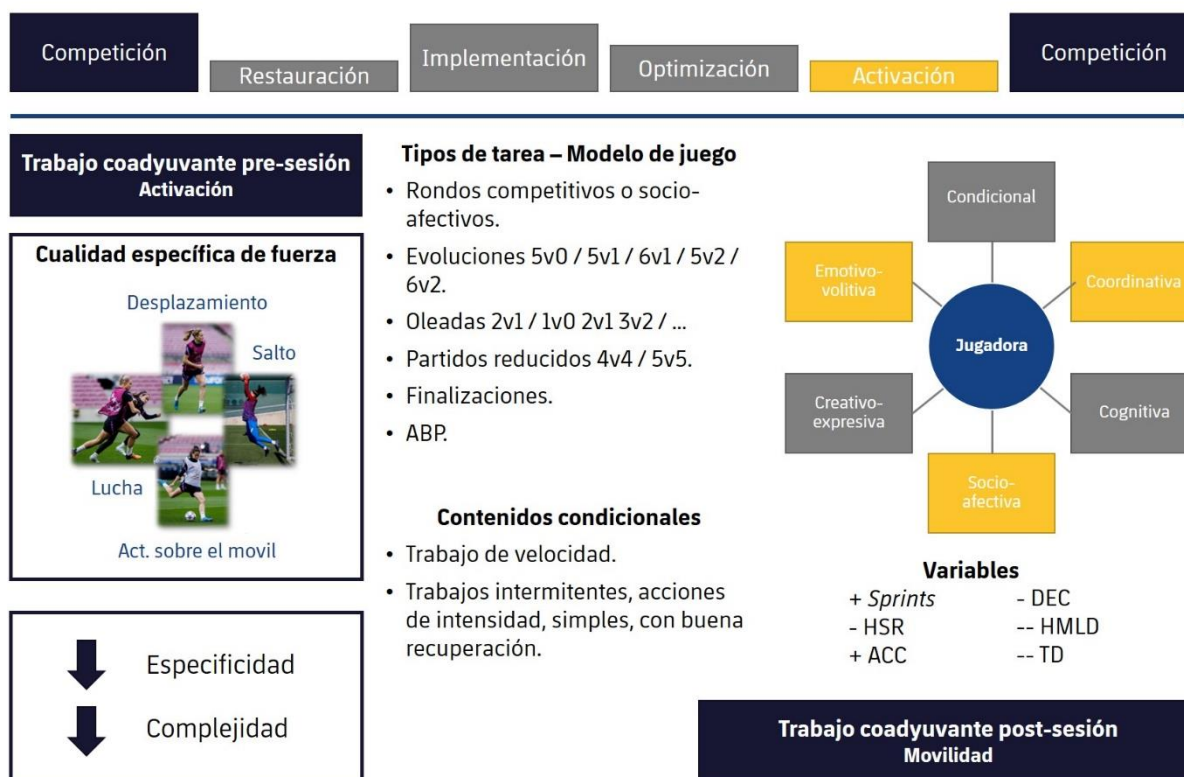 Competición
Restauración
Implementación
Optimización
Activación
Competición
Trabajo coadyuvante pre-sesión
Activación
Cualidad específica de fuerza
Desplazamiento
Salto
Lucha
Act. sobre el movil
Especificidad
Complejidad
Tipos de tarea – Modelo de juego
• Rondos competitivos o socio-
afectivos.
• Evoluciones 5v0 / 5v1 / 6v1 / 5v2 /
6v2.
• Oleadas 2v1 / 1v0 2v1 3v2 / ...
• Partidos reducidos 4v4 / 5v5.
• Finalizaciones.
• ABP.
Contenidos condicionales
• Trabajo de velocidad.
• Trabajos intermitentes, acciones
de intensidad, simples, con buena
recuperación.
Condicional
Emotivo-
volitiva
Coordinativa
Jugadora
Creativo-
expresiva
Cognitiva
Socio-
afectiva
Variables
+ Sprints
- DEC
- HSR
-- HMLD
+ ACC
-- TD
Trabajo coadyuvante post-sesión
Movilidad